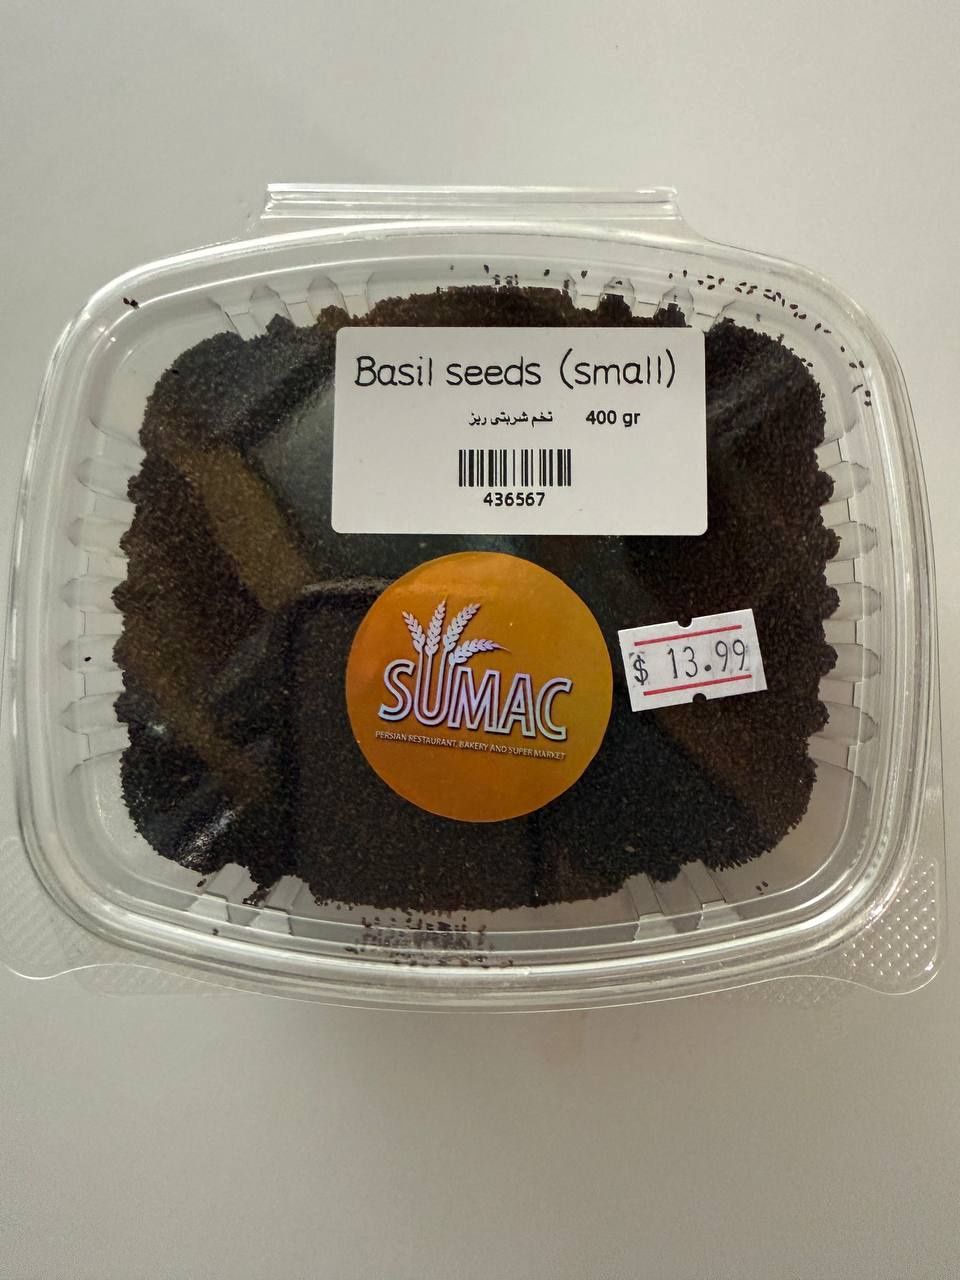 Basil seeds (small)
تخم شربتی ریز 400 gr
436567
SUMAC
PERSIAN RESTAURANT, BAKERY AND SUPER MARKET
$ 13.99